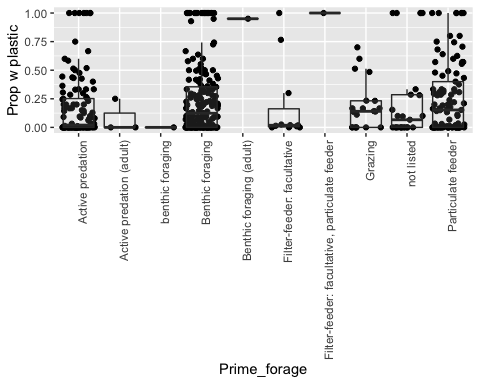 1.00
0.75
0.50
0.25
0.00
Prop w plastic
Active predation
Active predation (adult)
benthic foraging
Benthic foraging
Benthic foraging (adult)
Filter-feeder: facultative
Filter-feeder: facultative, particulate feeder
Grazing
not listed
Particulate feeder
Prime_forage